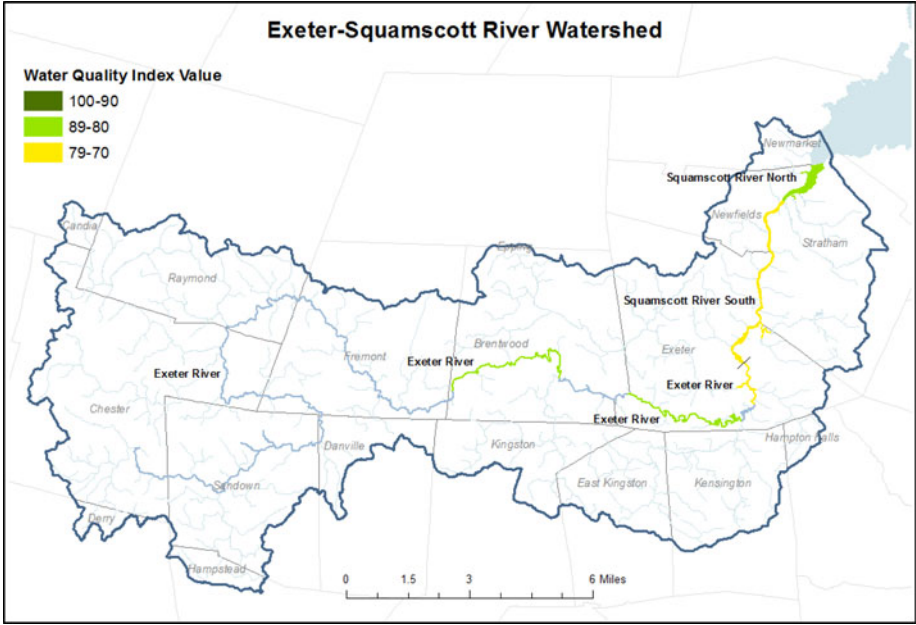 Exeter-Squamscott River Watershed
Water Quality Index Value
100-90
89-80
79-70
Newmarket
Squamscott River North
Newfields
Stratham
Candia
Epping
Raymond
Squamscott River South
Brentwood
Exeter
Fremont
Exeter River
Exeter River
Exeter River
Chester
Exeter River
Hampton Falls
Danville
Kingston
Sandown
East Kingston
Kensington
Derry
Hampstead
0 1.5 3 6 Miles